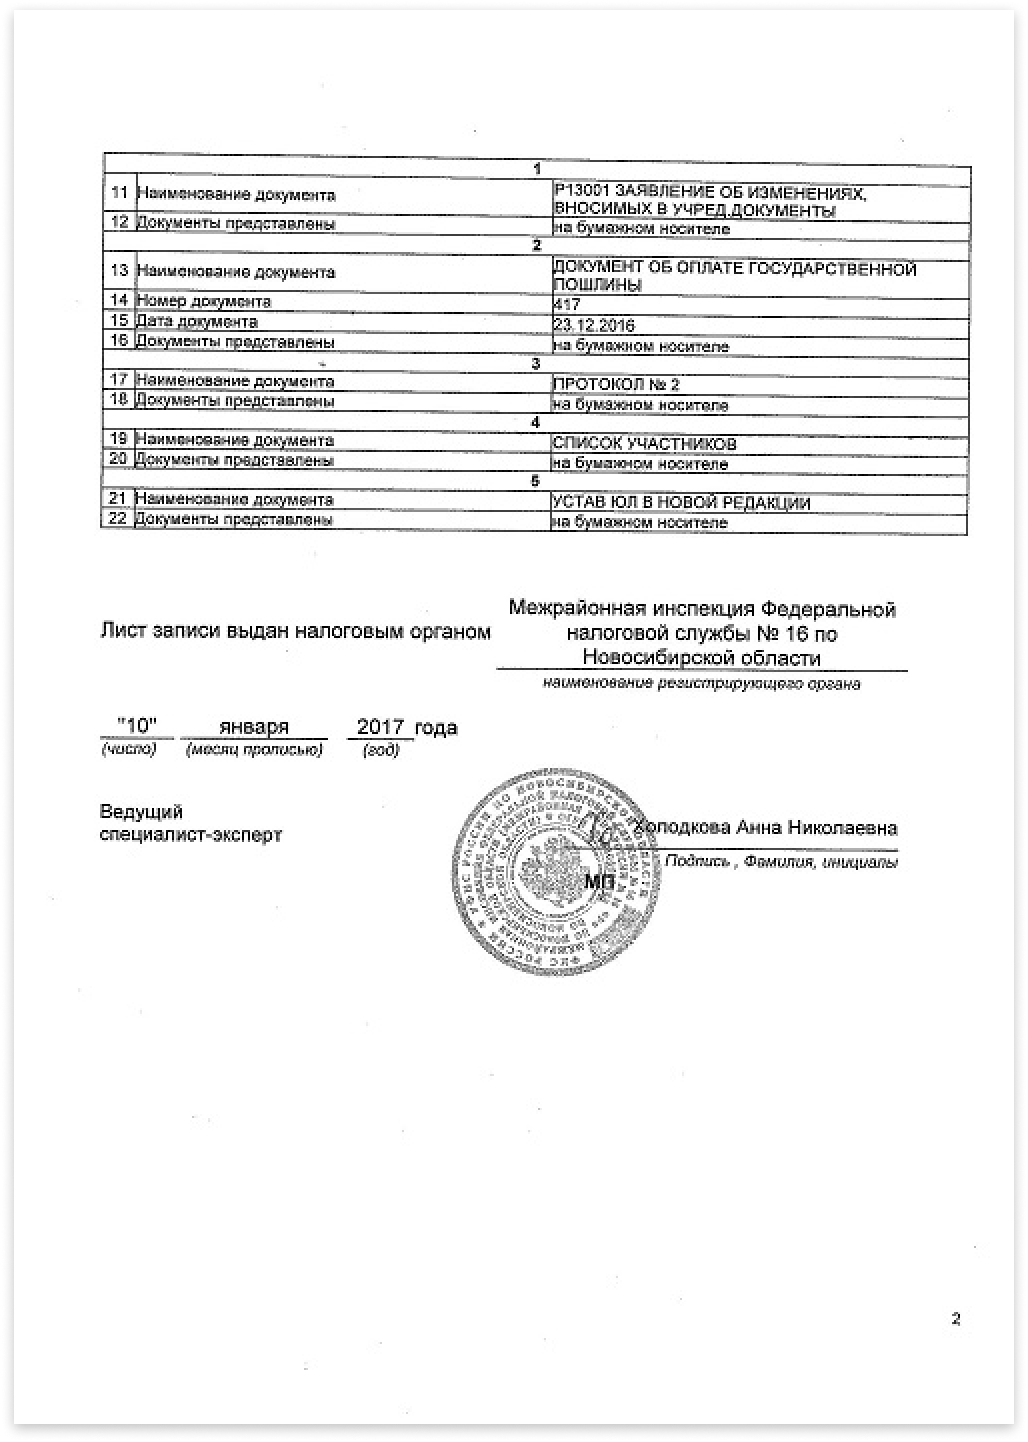 1
11 Наименование документа Р13001 ЗАЯВЛЕНИЕ ОБ ИЗМЕНЕНИЯХ,
ВНОСИМЫХ В УЧРЕД.ДОКУМЕНТЫ
12 Документы представлены на бумажном носителе
2
13 Наименование документа ДОКУМЕНТ ОБ ОПЛАТЕ ГОСУДАРСТВЕННОЙ
ПОШЛИНЫ
14 Номер документа 417
15 Дата документа 23.12.2016
16 Документы представлены на бумажном носителе
3
17 Наименование документа ПРОТОКОЛ № 2
18 Документы представлены на бумажном носителе
4
19 Наименование документа СПИСОК УЧАСТНИКОВ
20 Документы представлены на бумажном носителе
5
21 Наименование документа УСТАВ ЮЛ В НОВОЙ РЕДАКЦИИ
22 Документы представлены на бумажном носителе
Межрайонная инспекция Федеральной
Лист записи выдан налоговым органом налоговой службы № 16 по
Новосибирской области
наименование регистрирующего органа
"10" января 2017 года
(число) (месяц прописью) (год)
Ведущий
специалист-эксперт
Холодкова Анна Николаевна
Подпись , Фамилия, инициалы
МП
2